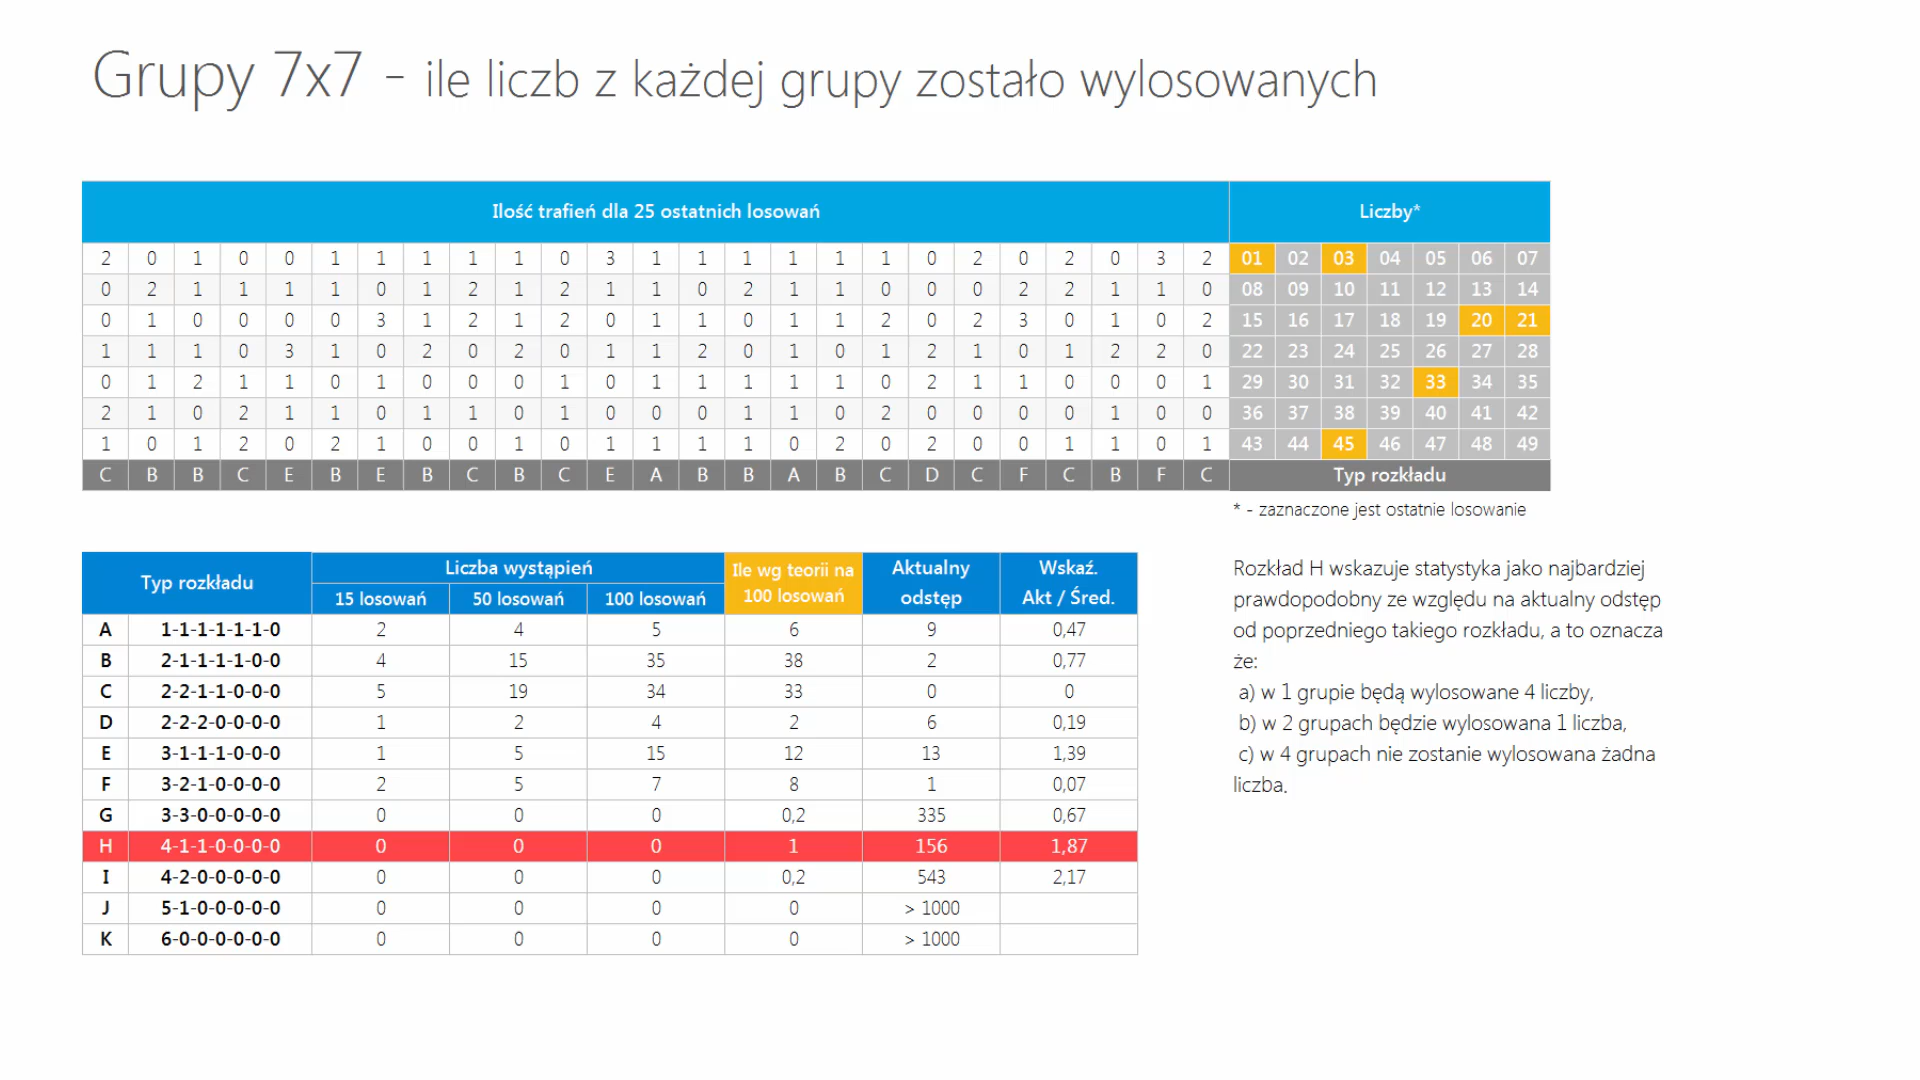 Grupy 7x7 - ile liczb z każdej grupy zostało wylosowanych
Ilość trafień dla 25 ostatnich losowań Liczby*
2 0 1 0 0 1 1 1 1 1 0 3 1 1 1 1 1 1 0 2 0 2 0 3 2 01 02 03 04 05 06 07
0 2 1 1 1 1 0 1 2 1 2 1 1 0 2 1 1 0 0 0 2 2 1 1 0 08 09 10 11 12 13 14
0 1 0 0 0 0 3 1 2 1 2 0 1 1 0 1 1 2 0 2 3 0 1 0 2 15 16 17 18 19 20 21
1 1 1 0 3 1 0 2 0 2 0 1 1 2 0 1 0 1 2 1 0 1 2 2 0 22 23 24 25 26 27 28
0 1 2 1 1 0 1 0 0 0 1 0 1 1 1 1 1 0 2 1 1 0 0 0 1 29 30 31 32 33 34 35
2 1 0 2 1 1 0 1 1 0 1 0 0 0 1 1 0 2 0 0 0 0 1 0 0 36 37 38 39 40 41 42
1 0 1 2 0 2 1 0 0 1 0 1 1 1 1 0 2 0 2 0 0 1 1 0 1 43 44 45 46 47 48 49
C B B C E B E B C B C E A B B A B C D C F C B F C Typ rozkładu
* - zaznaczone jest ostatnie losowanie
Typ rozkładu Liczba wystąpień Ile wg teorii na 100 losowań Aktualny odstęp Wskaź. Akt / Śred.
15 losowań 50 losowań 100 losowań
A 1-1-1-1-1-1-0 2 4 5 6 9 0,47
B 2-1-1-1-1-0-0 4 15 35 38 2 0,77
C 2-2-1-1-0-0-0 5 19 34 33 0 0
D 2-2-2-0-0-0-0 1 2 4 2 6 0,19
E 3-1-1-1-0-0-0 1 5 15 12 13 1,39
F 3-2-1-0-0-0-0 2 5 7 8 1 0,07
G 3-3-0-0-0-0-0 0 0 0 0,2 335 0,67
H 4-1-1-0-0-0-0 0 0 0 1 156 1,87
I 4-2-0-0-0-0-0 0 0 0 0,2 543 2,17
J 5-1-0-0-0-0-0 0 0 0 0 > 1000
K 6-0-0-0-0-0-0 0 0 0 0 > 1000
Rozkład H wskazuje statystyka jako najbardziej
prawdopodobny ze względu na aktualny odstęp
od poprzedniego takiego rozkładu, a to oznacza
że:
a) w 1 grupie będą wylosowane 4 liczby,
b) w 2 grupach będzie wylosowana 1 liczba,
c) w 4 grupach nie zostanie wylosowana żadna
liczba.